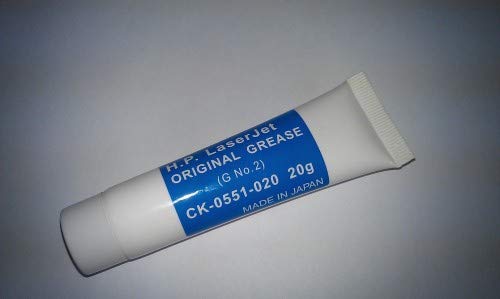 H.P. LaserJet
ORIGINAL GREASE
(G No.2)
CK-0551-020 20g
MADE IN JAPAN